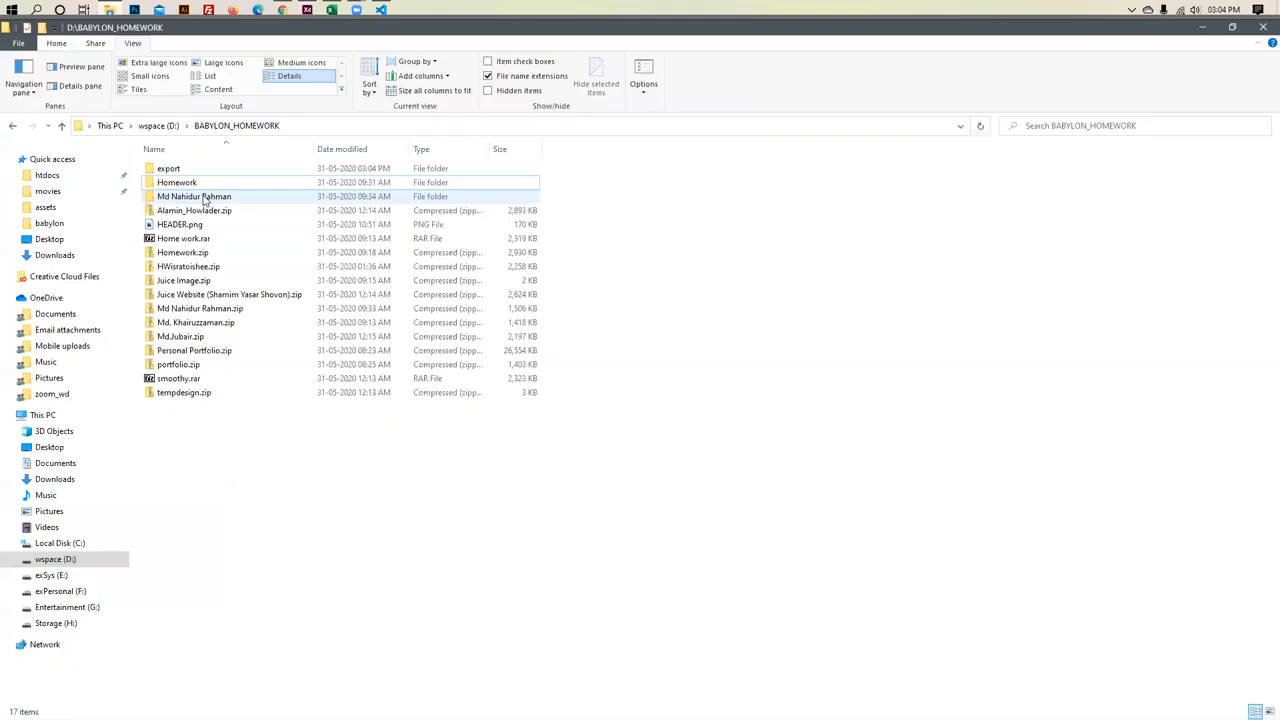 03:04 PM
D:\BABYLON_HOMEWORK
File Home Share View
Navigation pane
Preview pane
Details pane
Panes
Extra large icons Large icons Medium icons
Small icons List Details
Tiles Content
Layout
Sort by
Group by
Add columns
Size all columns to fit
Current view
Item check boxes
File name extensions
Hidden items
Hide selected items
Show/hide
Options
This PC wspace (D:) BABYLON_HOMEWORK
Search BABYLON_HOMEWORK
Quick access
htdocs
movies
assets
babylon
Desktop
Downloads
Creative Cloud Files
OneDrive
Documents
Email attachments
Mobile uploads
Music
Pictures
zoom_wd
This PC
3D Objects
Desktop
Documents
Downloads
Music
Pictures
Videos
Local Disk (C:)
wspace (D:)
exSys (E:)
exPersonal (F:)
Entertainment (G:)
Storage (H:)
Network
Name Date modified Type Size
export 31-05-2020 03:04 PM File folder
Homework 31-05-2020 09:31 AM File folder
Md Nahidur Rahman 31-05-2020 09:34 AM File folder
Alamin_Howlader.zip 31-05-2020 12:14 AM Compressed (zipp... 2,893 KB
HEADER.png 31-05-2020 10:51 AM PNG File 170 KB
Home work.rar 31-05-2020 09:13 AM RAR File 2,319 KB
Homework.zip 31-05-2020 09:18 AM Compressed (zipp... 2,930 KB
HWisratoishee.zip 31-05-2020 01:36 AM Compressed (zipp... 2,258 KB
Juice Image.zip 31-05-2020 09:15 AM Compressed (zipp... 2 KB
Juice Website (Shamim Yasar Shovon).zip 31-05-2020 12:14 AM Compressed (zipp... 2,624 KB
Md Nahidur Rahman.zip 31-05-2020 09:33 AM Compressed (zipp... 1,506 KB
Md. Khairuzzaman.zip 31-05-2020 09:13 AM Compressed (zipp... 1,418 KB
Md.Jubair.zip 31-05-2020 12:15 AM Compressed (zipp... 2,197 KB
Personal Portfolio.zip 31-05-2020 08:23 AM Compressed (zipp... 26,554 KB
portfolio.zip 31-05-2020 08:25 AM Compressed (zipp... 1,403 KB
smoothy.rar 31-05-2020 12:13 AM RAR File 2,323 KB
tempdesign.zip 31-05-2020 12:13 AM Compressed (zipp... 3 KB
17 items